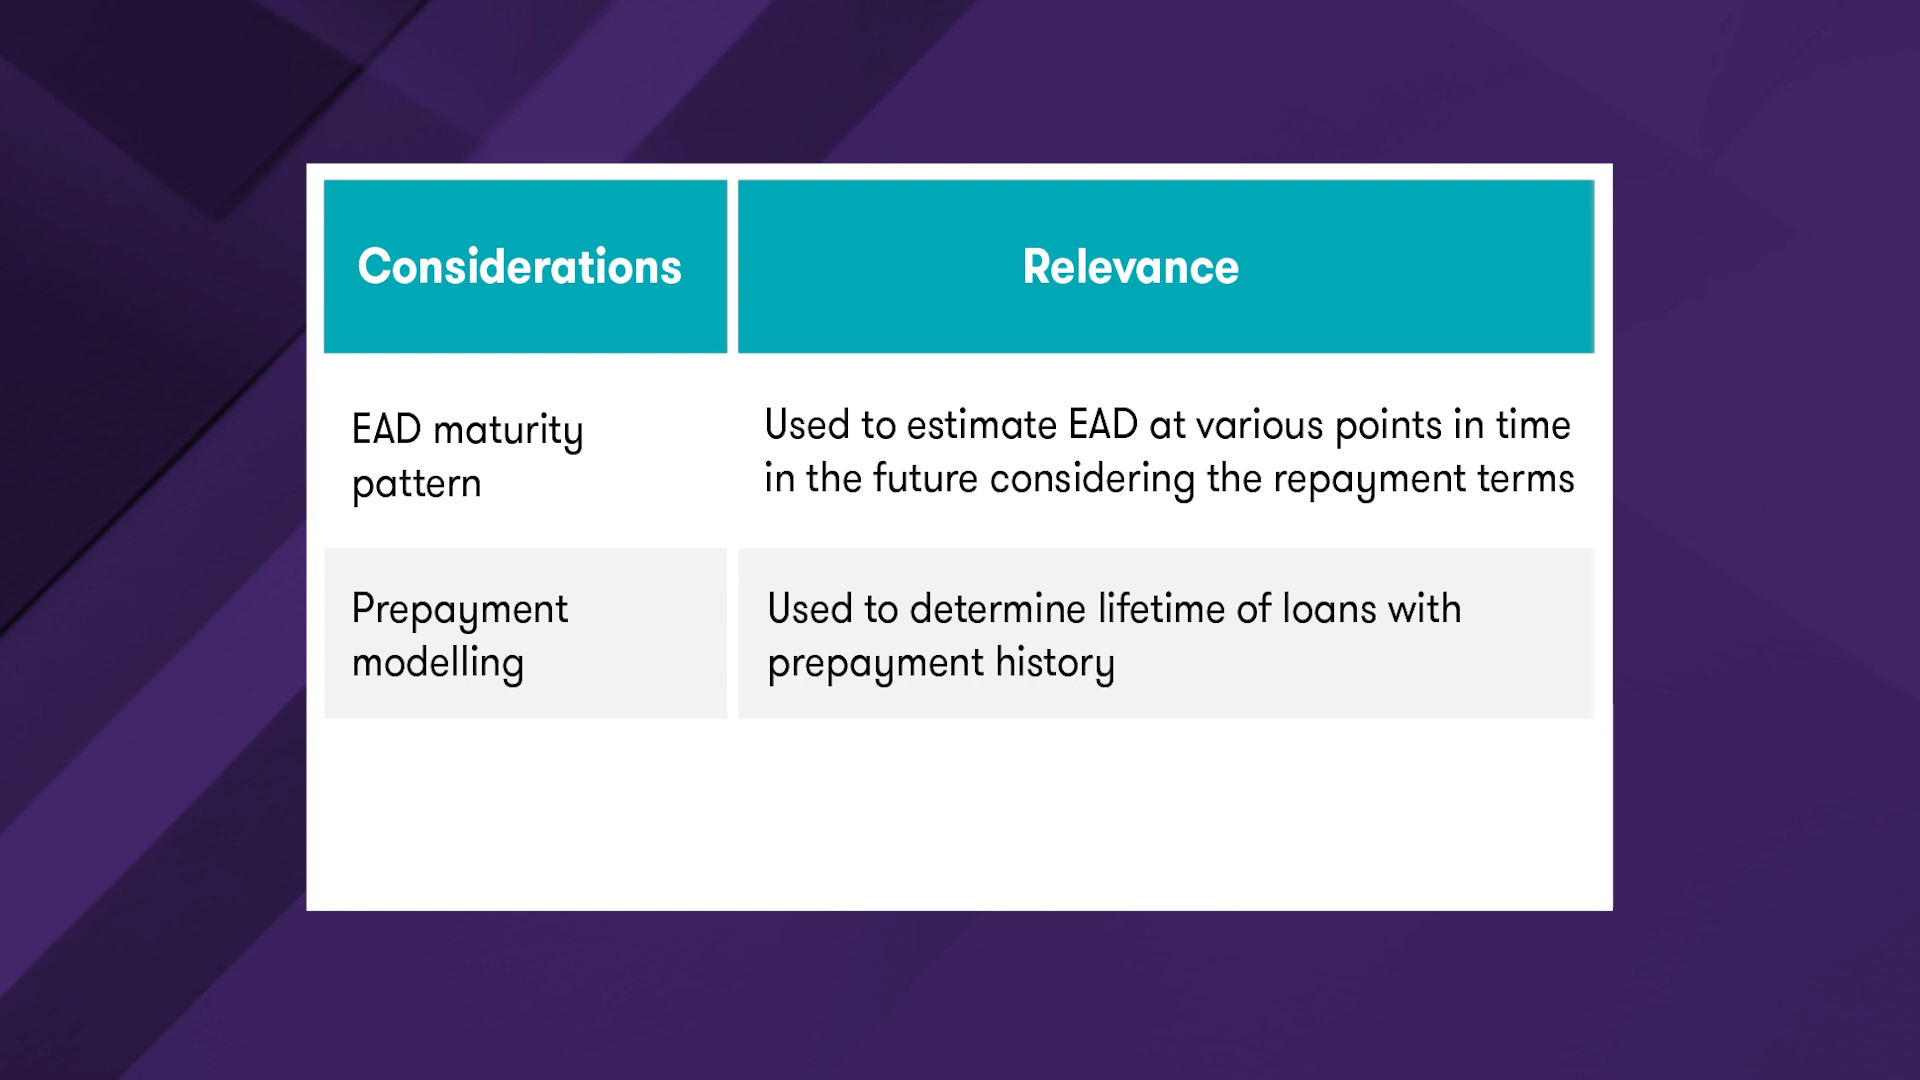 Considerations
Relevance
EAD maturity
pattern
Used to estimate EAD at various points in time
in the future considering the repayment terms
Prepayment
modelling
Used to determine lifetime of loans with
prepayment history